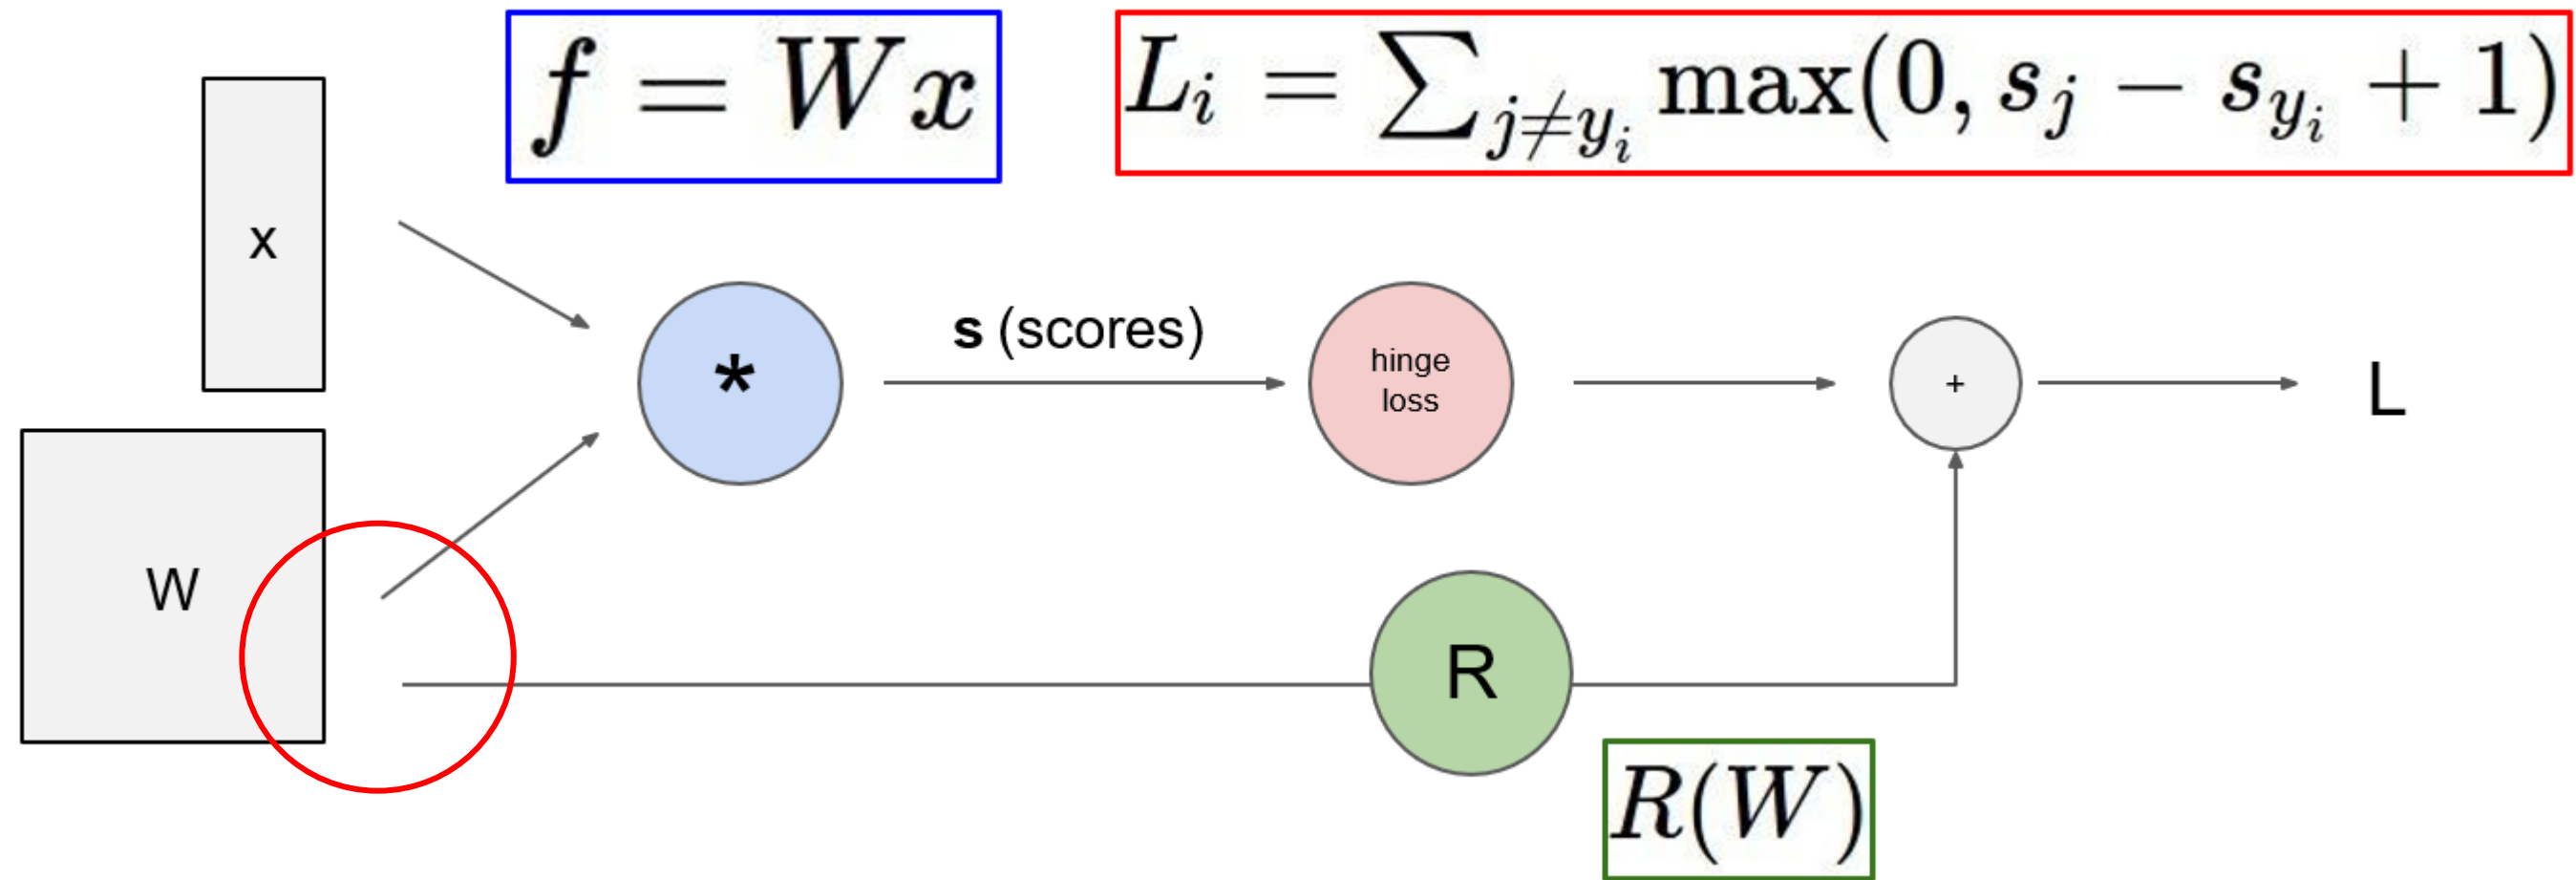 f = Wx
L_i = ∑_{j≠y_i} max(0, s_j − s_{y_i} + 1)
x
*
s (scores)
hinge
loss
+
L
W
R
R(W)